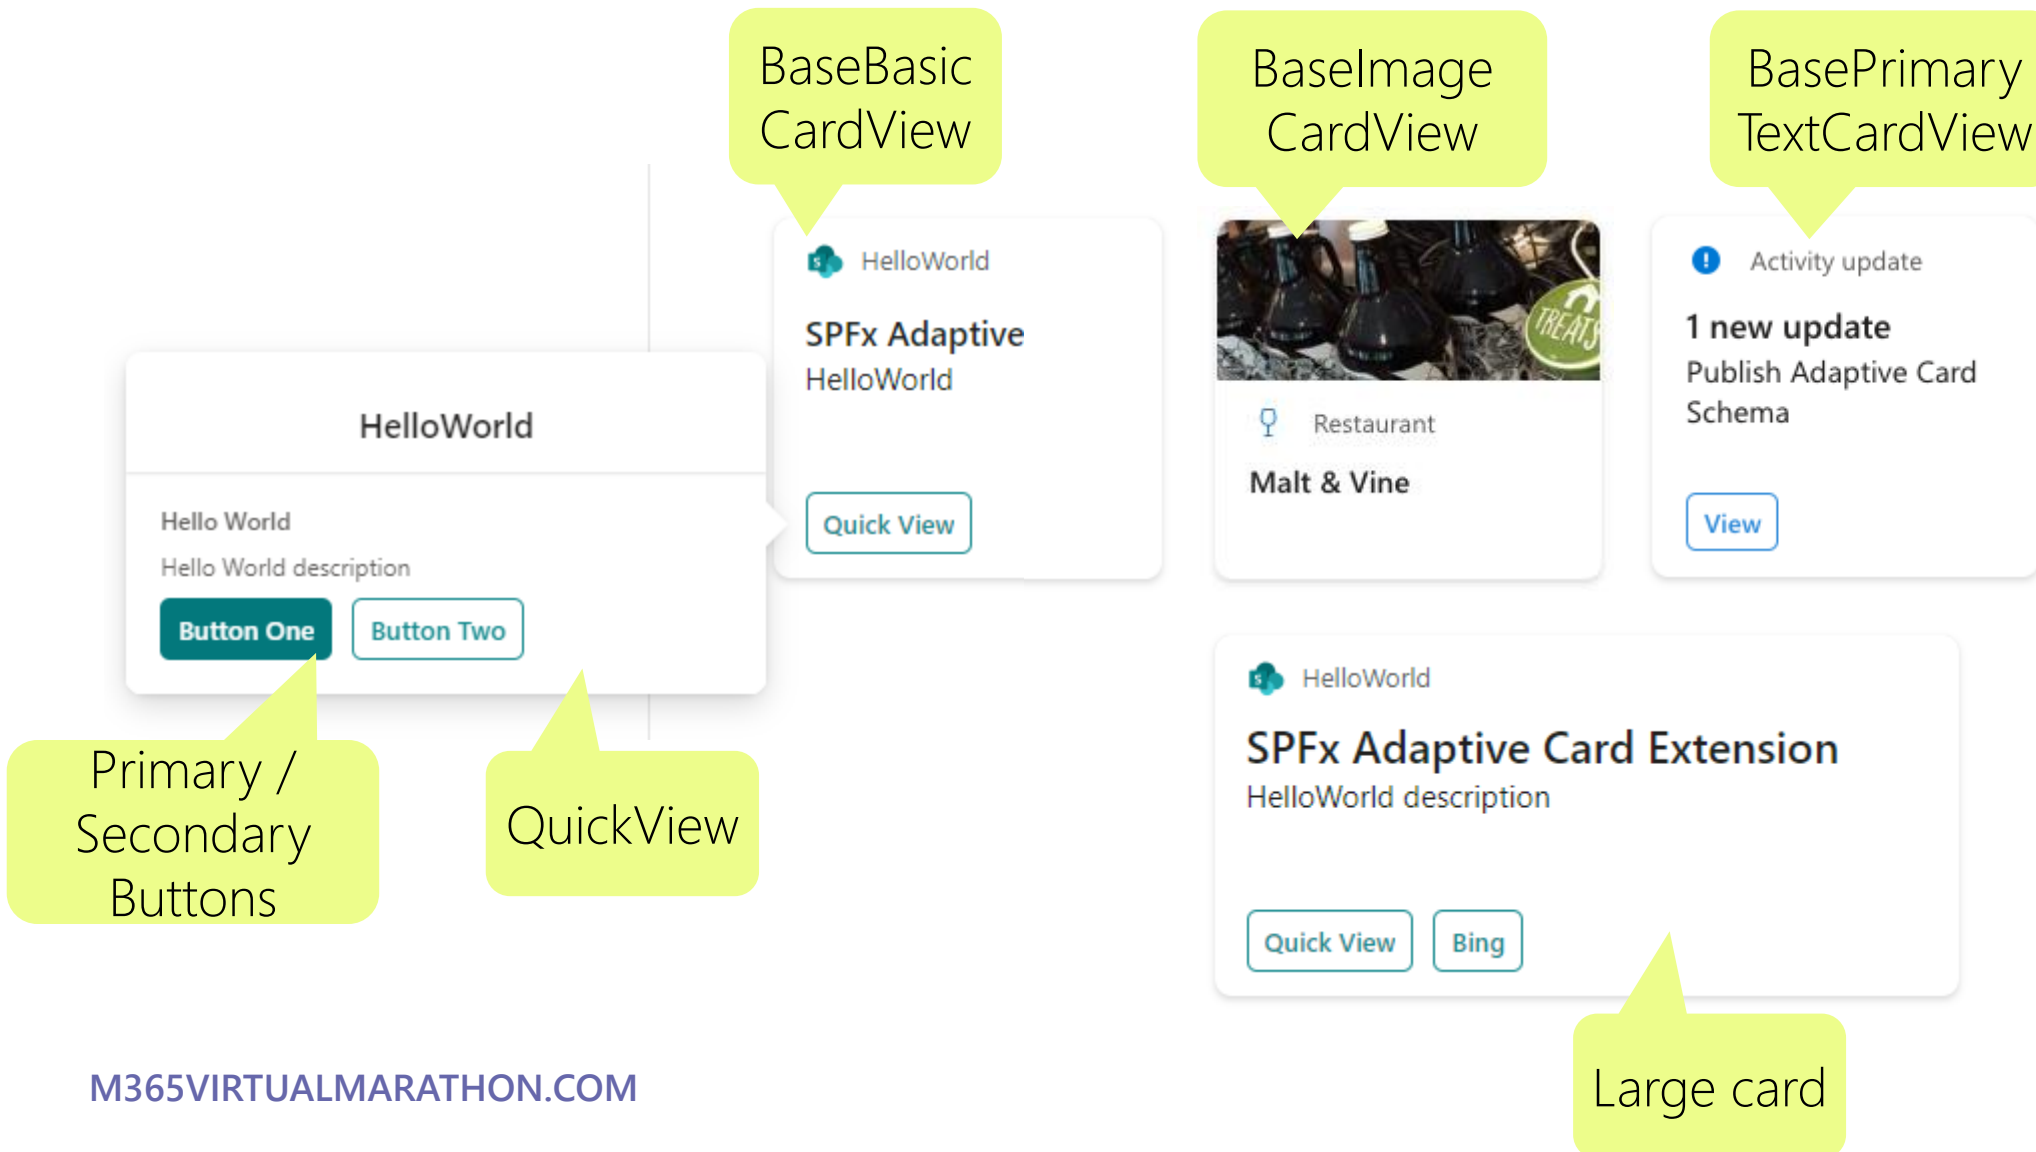 BaseBasic
CardView
BaseImage
CardView
BasePrimary
TextCardView
HelloWorld
SPFx Adaptive
HelloWorld
Quick View
TREATS
Restaurant
Malt & Vine
Activity update
1 new update
Publish Adaptive Card
Schema
View
HelloWorld
Hello World
Hello World description
Button One
Button Two
Primary /
Secondary
Buttons
QuickView
HelloWorld
SPFx Adaptive Card Extension
HelloWorld description
Quick View
Bing
Large card
M365VIRTUALMARATHON.COM